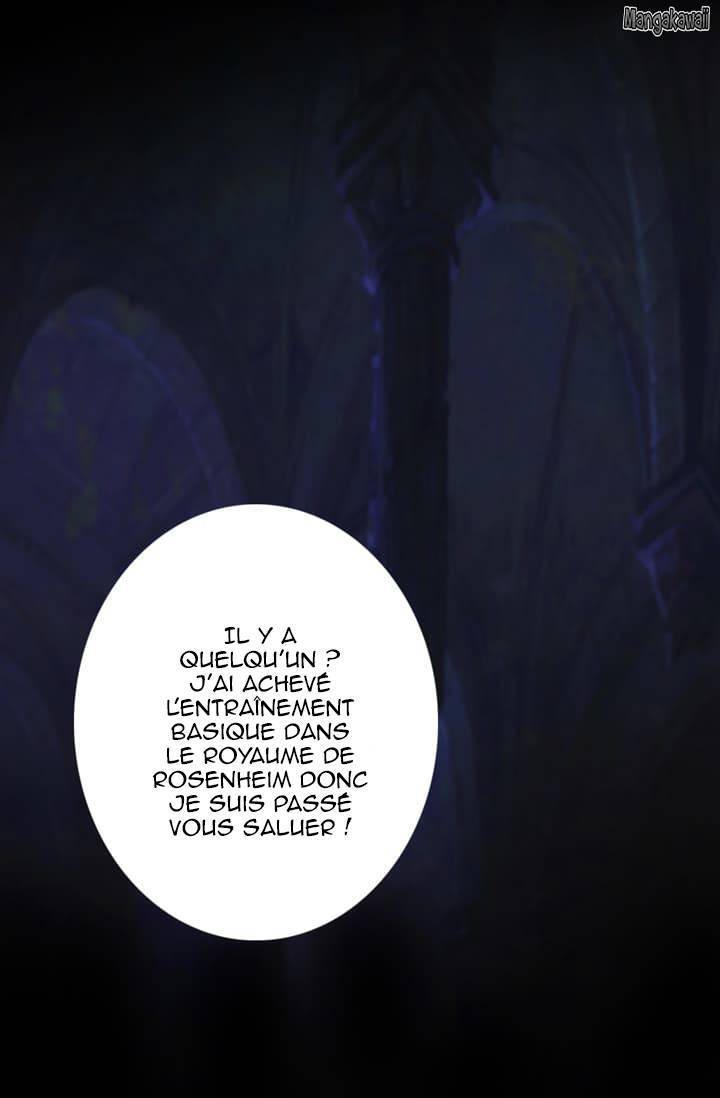 Mangakawaii
IL Y A
QUELQU'UN ?
J'AI ACHEVÉ
L'ENTRAÎNEMENT
BASIQUE DANS
LE ROYAUME DE
ROSENHEIM DONC
JE SUIS PASSÉ
VOUS SALUER !